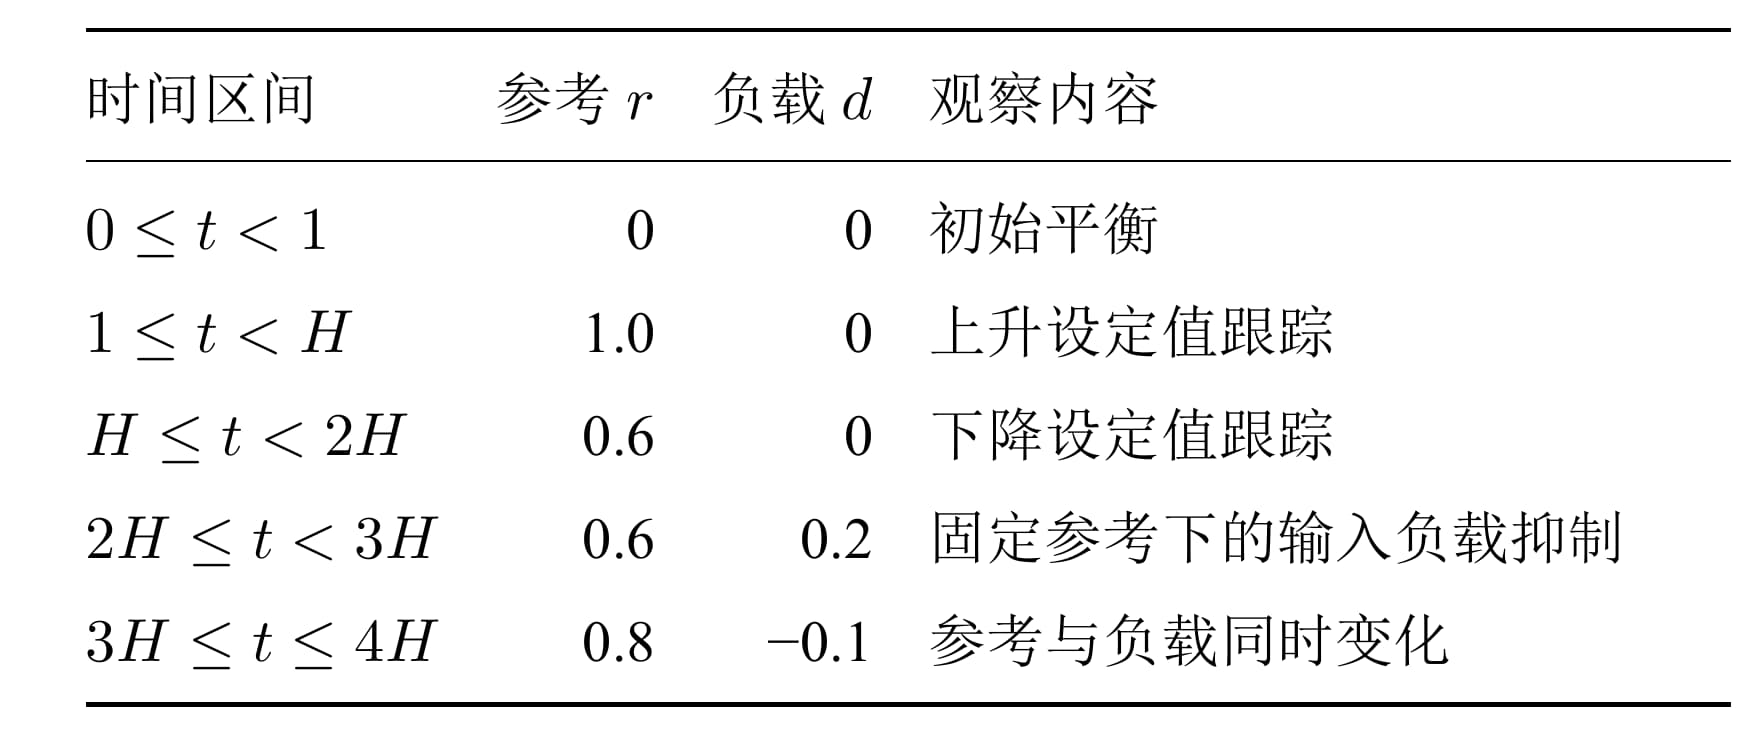 时间区间 参考 r 负载 d 观察内容
0 ≤ t < 1 0 0 初始平衡
1 ≤ t < H 1.0 0 上升设定值跟踪
H ≤ t < 2H 0.6 0 下降设定值跟踪
2H ≤ t < 3H 0.6 0.2 固定参考下的输入负载抑制
3H ≤ t ≤ 4H 0.8 −0.1 参考与负载同时变化